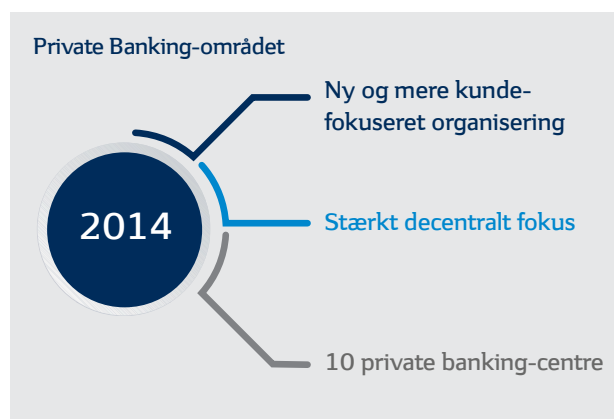 Private Banking-området
Ny og mere kunde-
fokuseret organisering
2014
Stærkt decentralt fokus
10 private banking-centre